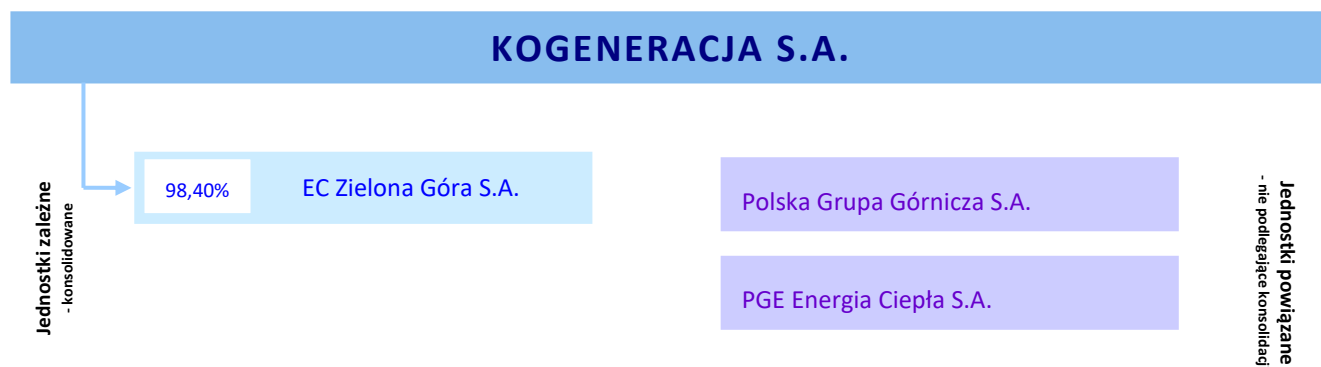 KOGENERACJA S.A.
Jednostki zależne
- konsolidowane
98,40%
EC Zielona Góra S.A.
Polska Grupa Górnicza S.A.
PGE Energia Ciepła S.A.
Jednostki powiązane
- nie podlegające konsolidacj